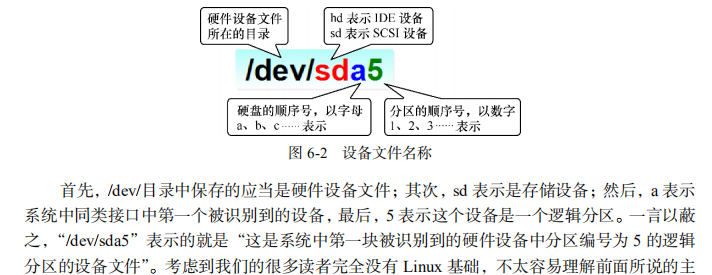 硬件设备文件
所在的目录
hd 表示 IDE 设备
sd 表示 SCSI 设备
/dev/sda5
硬盘的顺序号，以字母
a、b、c……表示
分区的顺序号，以数字
1、2、3……表示
图 6-2 设备文件名称
首先，/dev/目录中保存的应当是硬件设备文件；其次，sd 表示是存储设备；然后，a 表示
系统中同类接口中第一个被识别到的设备，最后，5 表示这个设备是一个逻辑分区。一言以蔽
之，“/dev/sda5”表示的就是“这是系统中第一块被识别到的硬件设备中分区编号为 5 的逻辑
分区的设备文件”。考虑到我们的很多读者完全没有 Linux 基础，不太容易理解前面所说的主